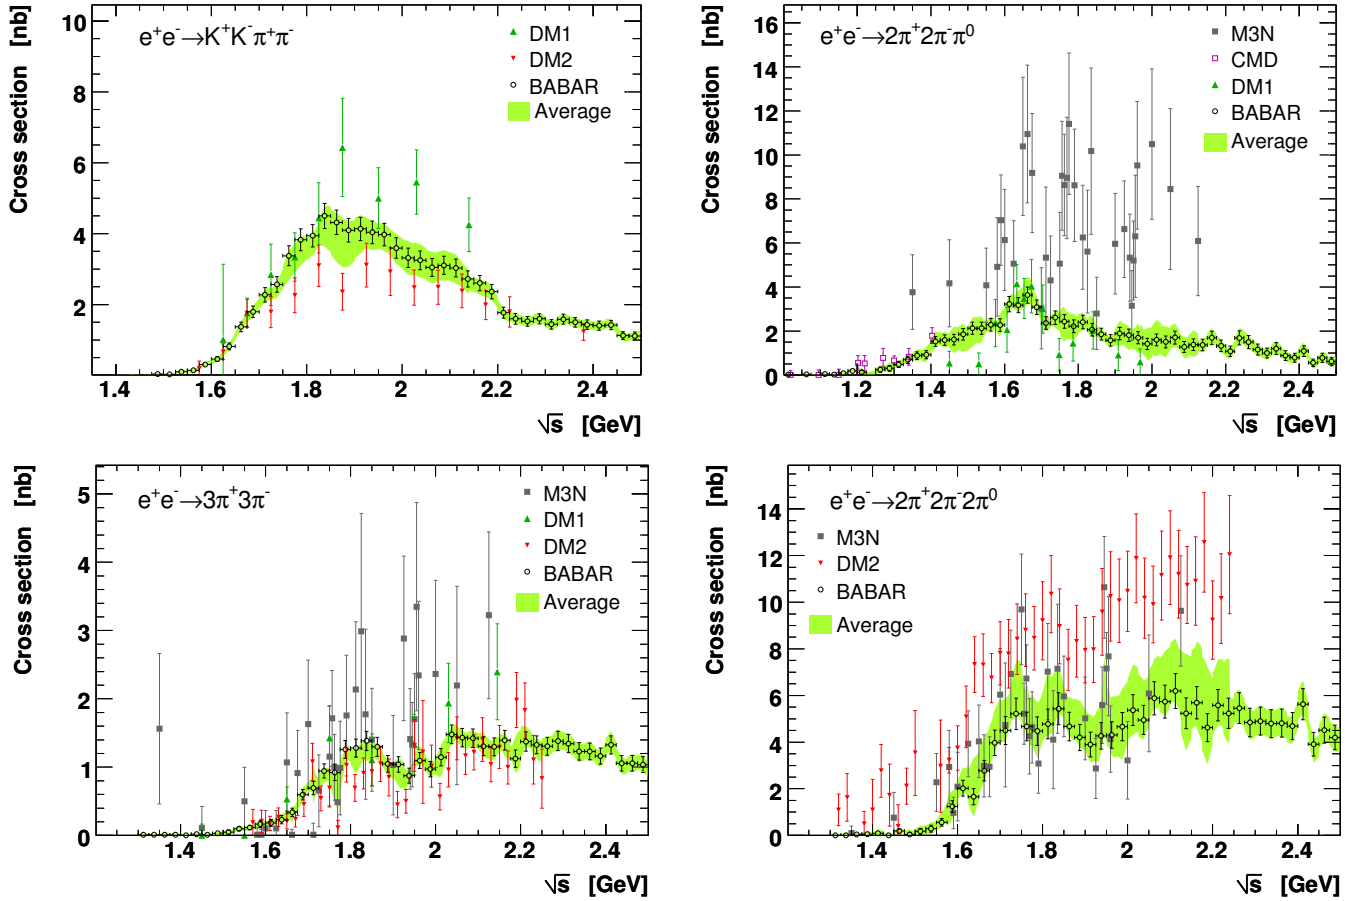 Cross section [nb]
e⁺e⁻→K⁺K⁻π⁺π⁻
DM1
DM2
BABAR
Average
10
8
6
4
2
1.4 1.6 1.8 2 2.2 2.4
√s [GeV]
Cross section [nb]
e⁺e⁻→2π⁺2π⁻π⁰
M3N
CMD
DM1
BABAR
Average
16
14
12
10
8
6
4
2
0
1.2 1.4 1.6 1.8 2 2.2 2.4
√s [GeV]
Cross section [nb]
e⁺e⁻→3π⁺3π⁻
M3N
DM1
DM2
BABAR
Average
5
4
3
2
1
0
1.4 1.6 1.8 2 2.2 2.4
√s [GeV]
Cross section [nb]
e⁺e⁻→2π⁺2π⁻2π⁰
M3N
DM2
BABAR
Average
14
12
10
8
6
4
2
0
1.4 1.6 1.8 2 2.2 2.4
√s [GeV]